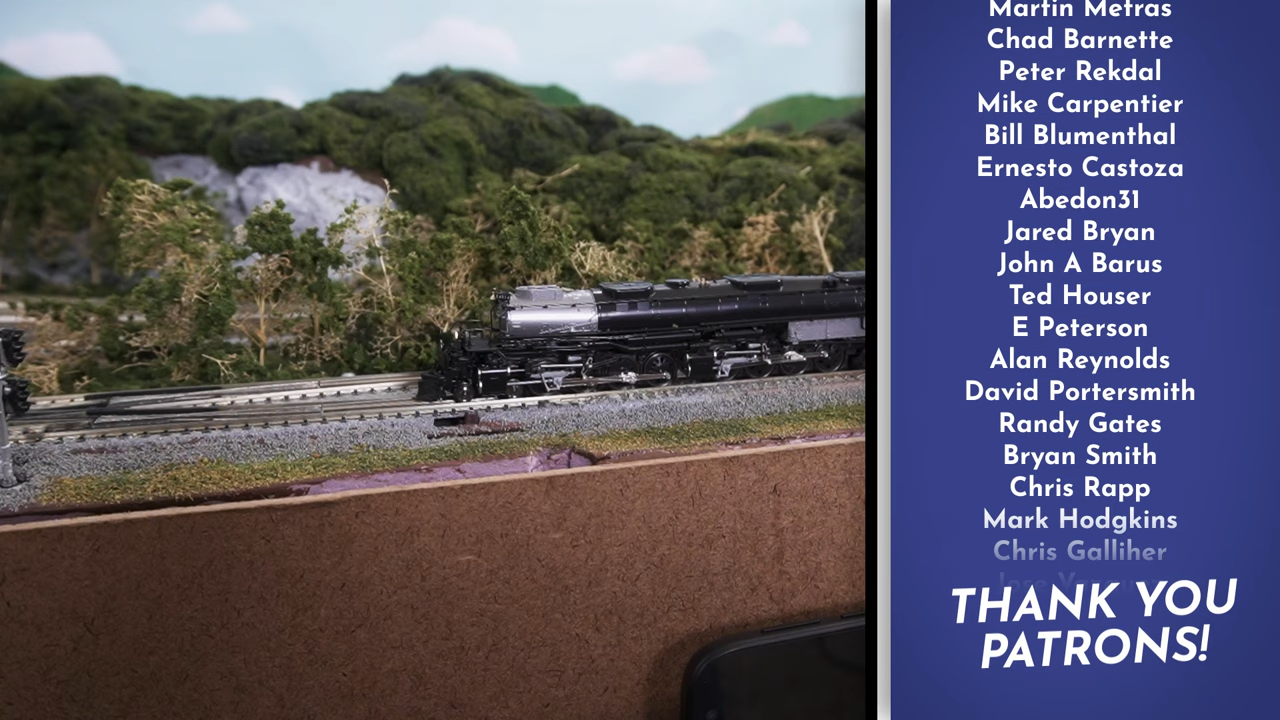 Martin Metras
Chad Barnette
Peter Rekdal
Mike Carpentier
Bill Blumenthal
Ernesto Castoza
Abedon31
Jared Bryan
John A Barus
Ted Houser
E Peterson
Alan Reynolds
David Portersmith
Randy Gates
Bryan Smith
Chris Rapp
Mark Hodgkins
Chris Galliher
THANK YOU
PATRONS!